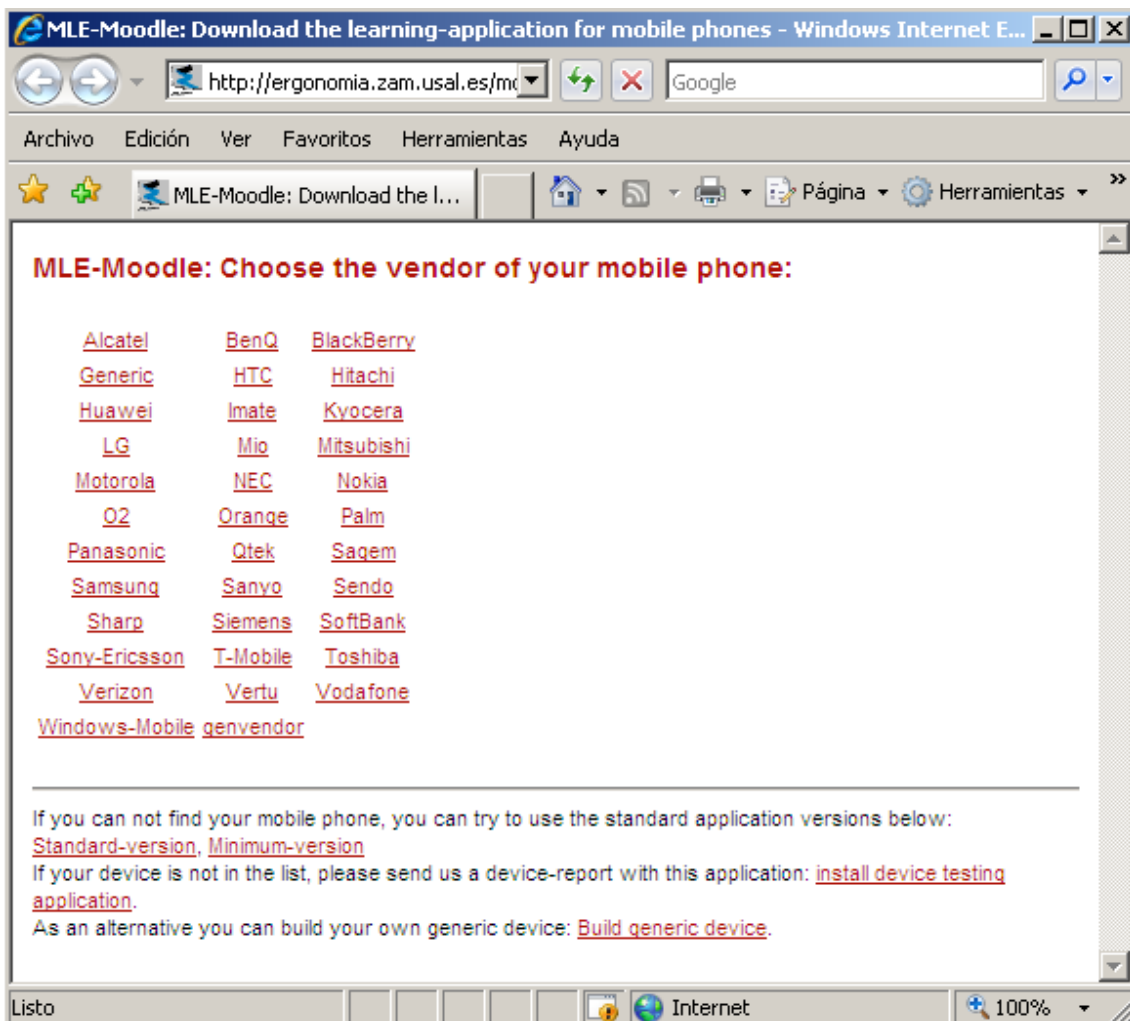 MLE-Moodle: Download the learning-application for mobile phones - Windows Internet E...
http://ergonomia.zam.usal.es/mo
Google
Archivo Edición Ver Favoritos Herramientas Ayuda
MLE-Moodle: Download the l...
Página Herramientas »
MLE-Moodle: Choose the vendor of your mobile phone:
Alcatel BenQ BlackBerry
Generic HTC Hitachi
Huawei Imate Kyocera
LG Mio Mitsubishi
Motorola NEC Nokia
O2 Orange Palm
Panasonic Qtek Sagem
Samsung Sanyo Sendo
Sharp Siemens SoftBank
Sony-Ericsson T-Mobile Toshiba
Verizon Vertu Vodafone
Windows-Mobile genvendor
If you can not find your mobile phone, you can try to use the standard application versions below:
Standard-version, Minimum-version
If your device is not in the list, please send us a device-report with this application: install device testing
application.
As an alternative you can build your own generic device: Build generic device.
Listo Internet 100%